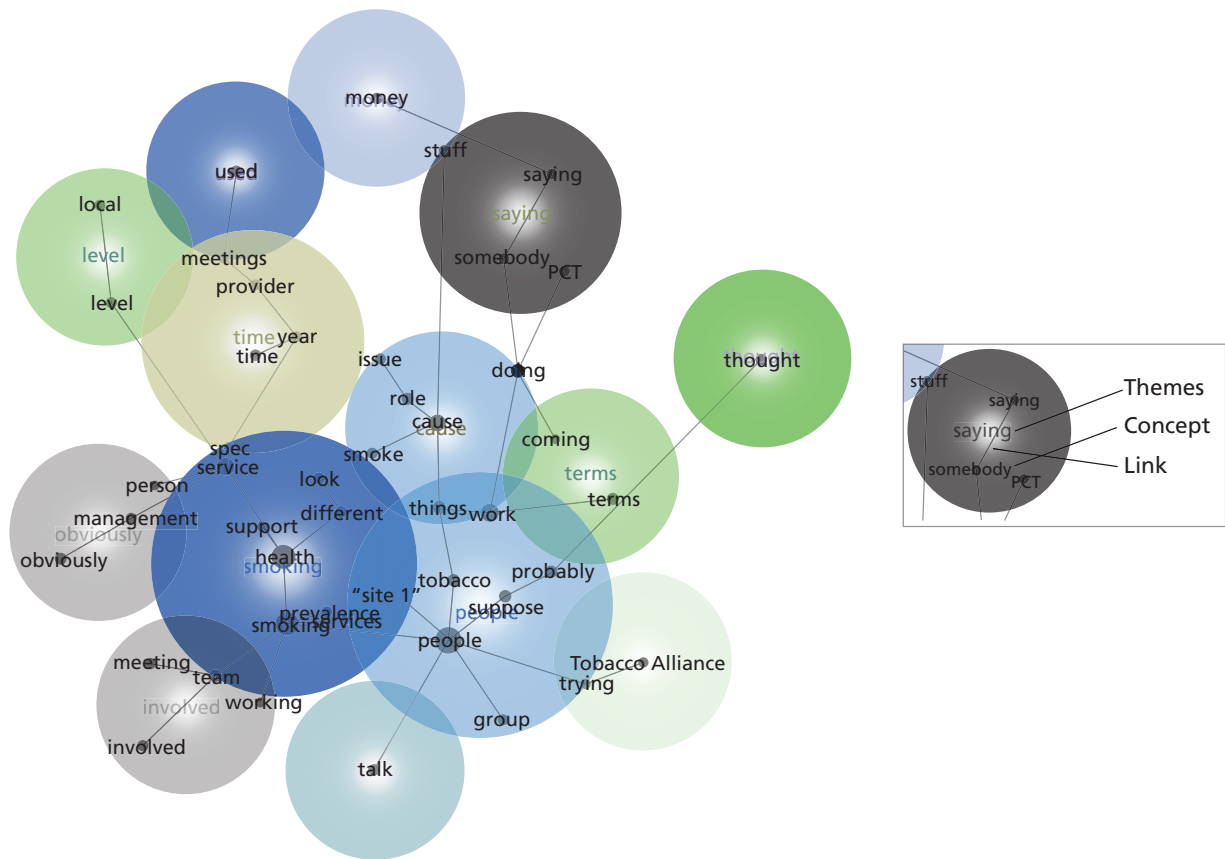 money
money
stuff
used
saying
local
saying
level
meetings
somebody
PCT
provider
level
time
year
time
issue
doing
thought
thought
role
cause
cause
coming
smoke
spec
service
look
terms
person
terms
management
support
different
things
work
obviously
obviously
health
smoking
probably
tobacco
"site 1"
suppose
people
prevalence
services
smoking
people
meeting
team
Tobacco Alliance
trying
working
involved
group
involved
talk
stuff
saying
Themes
saying
Concept
somebody
Link
PCT